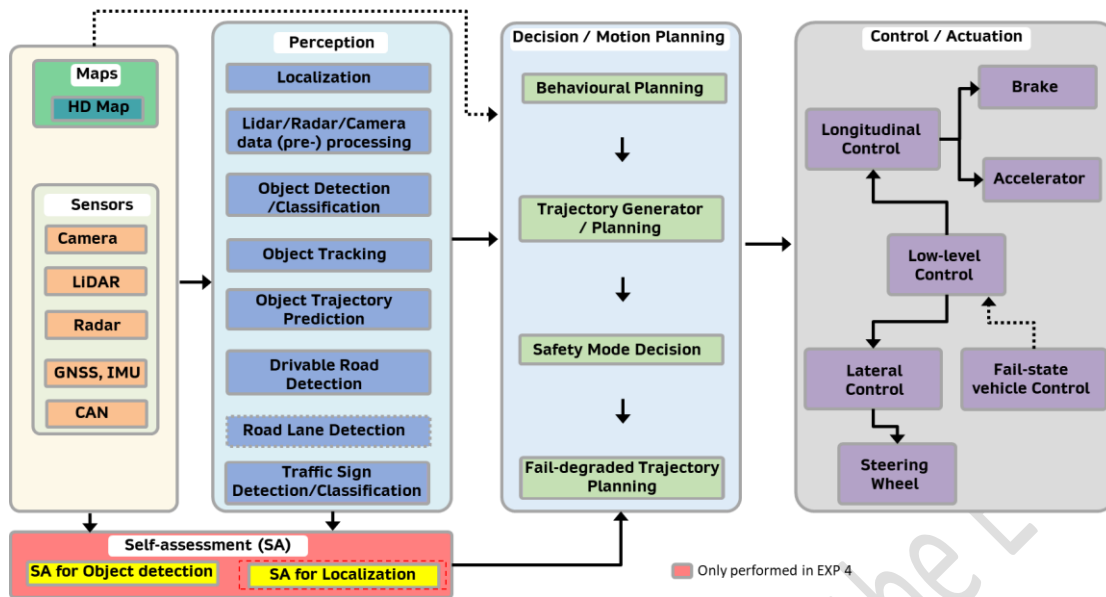 Maps
HD Map
Sensors
Camera
LiDAR
Radar
GNSS, IMU
CAN
Perception
Localization
Lidar/Radar/Camera
data (pre-) processing
Object Detection
/Classification
Object Tracking
Object Trajectory
Prediction
Drivable Road
Detection
Road Lane Detection
Traffic Sign
Detection/Classification
Decision / Motion Planning
Behavioural Planning
Trajectory Generator
/ Planning
Safety Mode Decision
Fail-degraded Trajectory
Planning
Control / Actuation
Brake
Longitudinal
Control
Accelerator
Low-level
Control
Lateral
Control
Fail-state
vehicle Control
Steering
Wheel
Self-assessment (SA)
SA for Object detection
SA for Localization
Only performed in EXP 4
the